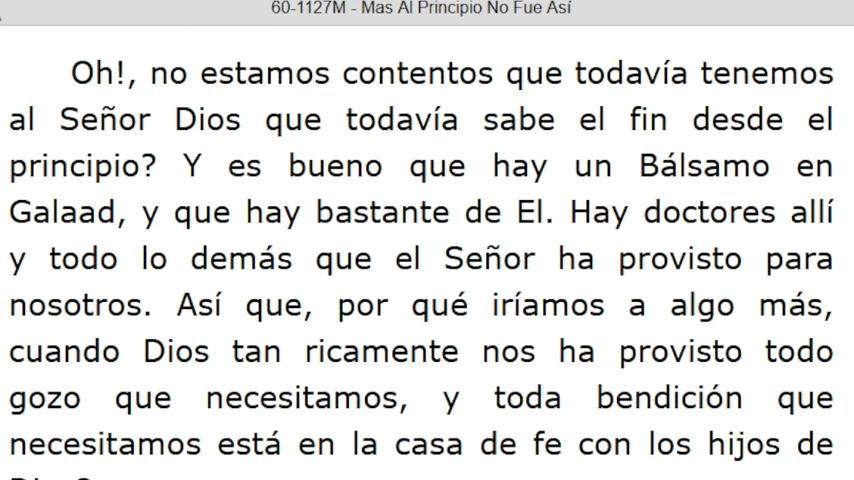 60-1127M - Mas Al Principio No Fue Así
Oh!, no estamos contentos que todavía tenemos
al Señor Dios que todavía sabe el fin desde el
principio? Y es bueno que hay un Bálsamo en
Galaad, y que hay bastante de El. Hay doctores allí
y todo lo demás que el Señor ha provisto para
nosotros. Así que, por qué iríamos a algo más,
cuando Dios tan ricamente nos ha provisto todo
gozo que necesitamos, y toda bendición que
necesitamos está en la casa de fe con los hijos de